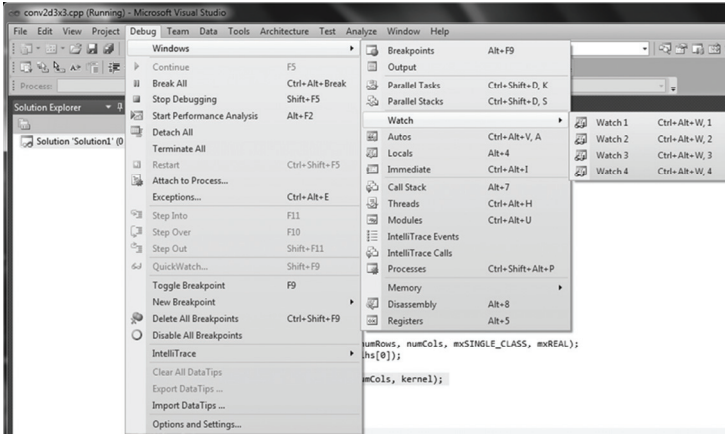 conv2d3x3.cpp (Running) - Microsoft Visual Studio
File Edit View Project Debug Team Data Tools Architecture Test Analyze Window Help
Process:
Solution Explorer
Solution 'Solution1' (0
Windows
Continue F5
Break All Ctrl+Alt+Break
Stop Debugging Shift+F5
Start Performance Analysis Alt+F2
Detach All
Terminate All
Restart Ctrl+Shift+F5
Attach to Process...
Exceptions... Ctrl+Alt+E
Step Into F11
Step Over F10
Step Out Shift+F11
QuickWatch... Shift+F9
Toggle Breakpoint F9
New Breakpoint
Delete All Breakpoints Ctrl+Shift+F9
Disable All Breakpoints
IntelliTrace
Clear All DataTips
Export DataTips ...
Import DataTips ...
Options and Settings...
Breakpoints Alt+F9
Output
Parallel Tasks Ctrl+Shift+D, K
Parallel Stacks Ctrl+Shift+D, S
Watch
Autos Ctrl+Alt+V, A
Locals Alt+4
Immediate Ctrl+Alt+I
Call Stack Alt+7
Threads Ctrl+Alt+H
Modules Ctrl+Alt+U
IntelliTrace Events
IntelliTrace Calls
Processes Ctrl+Shift+Alt+P
Memory
Disassembly Alt+8
Registers Alt+5
Watch 1 Ctrl+Alt+W, 1
Watch 2 Ctrl+Alt+W, 2
Watch 3 Ctrl+Alt+W, 3
Watch 4 Ctrl+Alt+W, 4
umRows, numCols, mxSINGLE_CLASS, mxREAL);
lhs[0]);
umCols, kernel);